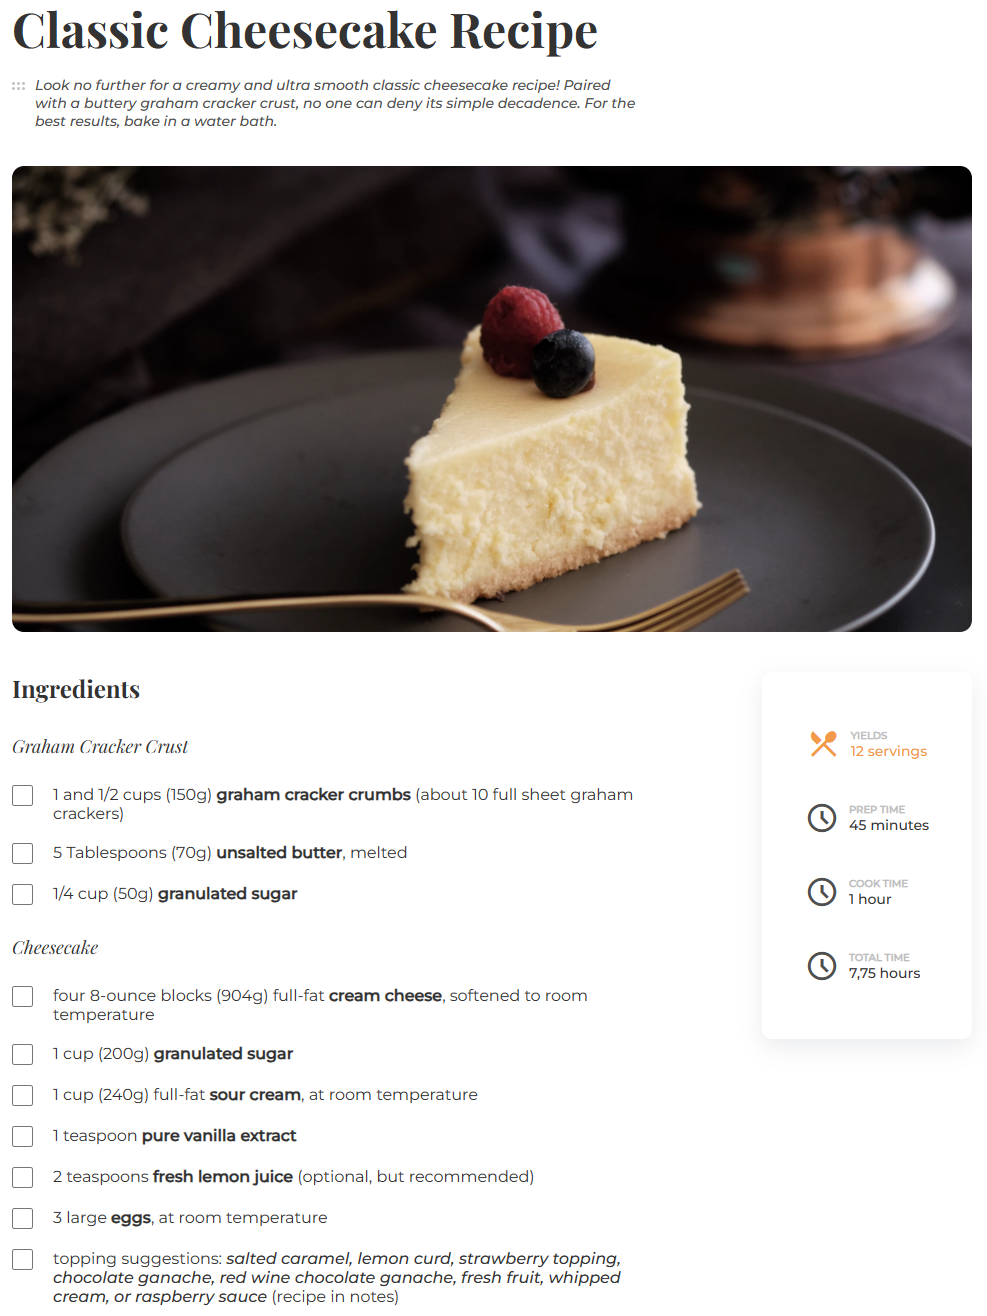 Classic Cheesecake Recipe
Look no further for a creamy and ultra smooth classic cheesecake recipe! Paired
with a buttery graham cracker crust, no one can deny its simple decadence. For the
best results, bake in a water bath.
Ingredients
Graham Cracker Crust
1 and 1/2 cups (150g) graham cracker crumbs (about 10 full sheet graham
crackers)
5 Tablespoons (70g) unsalted butter, melted
1/4 cup (50g) granulated sugar
Cheesecake
four 8-ounce blocks (904g) full-fat cream cheese, softened to room
temperature
1 cup (200g) granulated sugar
1 cup (240g) full-fat sour cream, at room temperature
1 teaspoon pure vanilla extract
2 teaspoons fresh lemon juice (optional, but recommended)
3 large eggs, at room temperature
topping suggestions: salted caramel, lemon curd, strawberry topping,
chocolate ganache, red wine chocolate ganache, fresh fruit, whipped
cream, or raspberry sauce (recipe in notes)
YIELDS
12 servings
PREP TIME
45 minutes
COOK TIME
1 hour
TOTAL TIME
7,75 hours